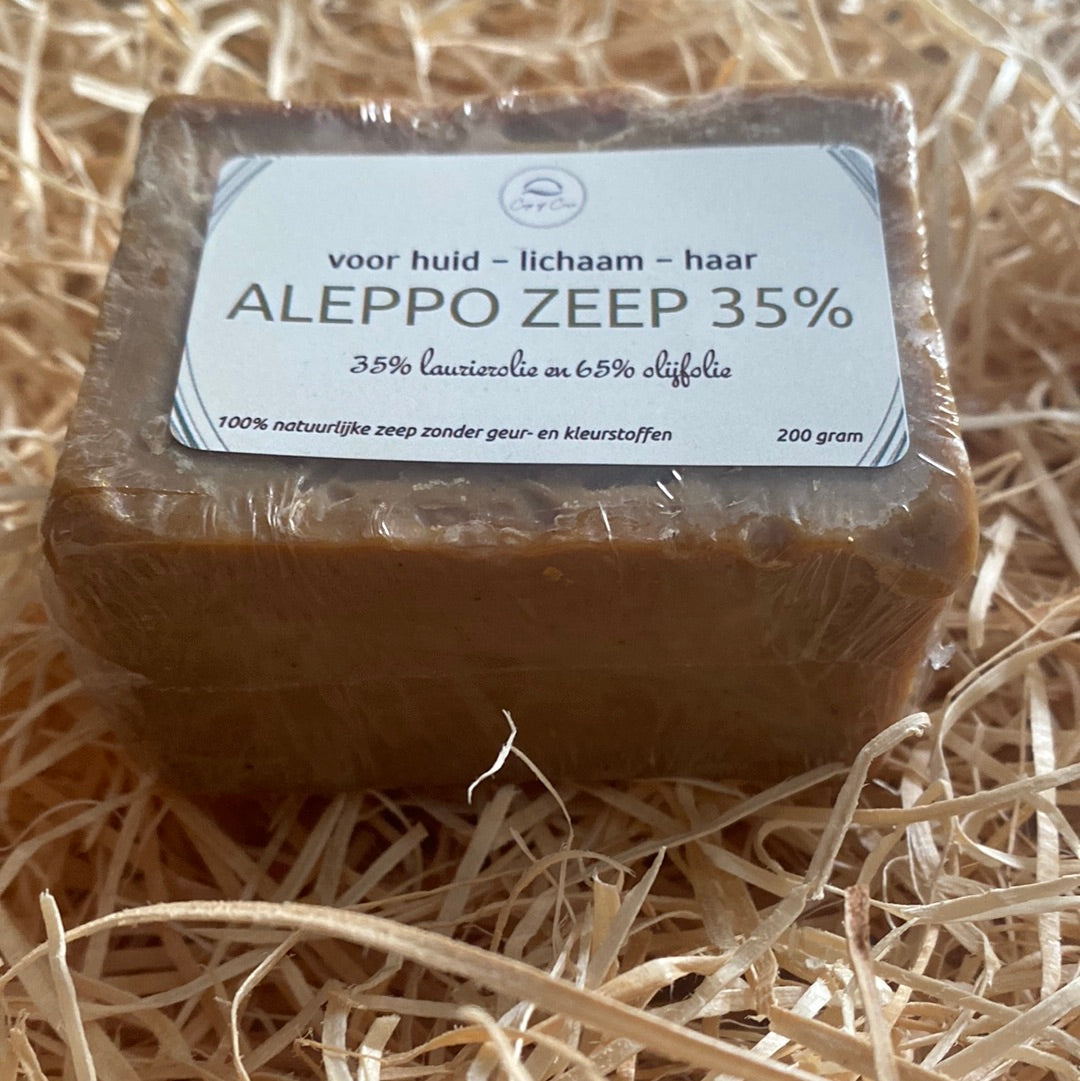 voor huid – lichaam – haar
ALEPPO ZEEP 35%
35% laurierolie en 65% olijfolie
100% natuurlijke zeep zonder geur- en kleurstoffen
200 gram